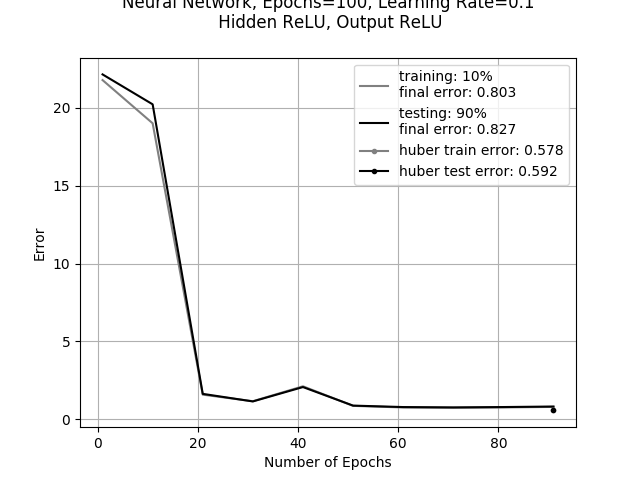 Neural Network, Epochs=100, Learning Rate=0.1
Hidden ReLU, Output ReLU
training: 10%
final error: 0.803
testing: 90%
final error: 0.827
huber train error: 0.578
huber test error: 0.592
Error
20
15
10
5
0
0 20 40 60 80
Number of Epochs